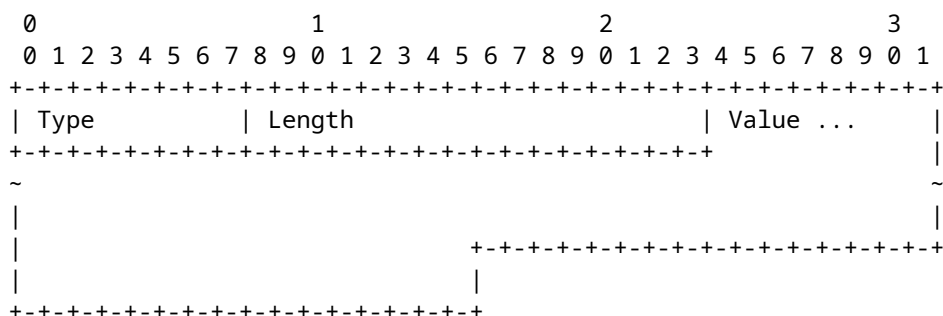 0                   1                   2                   3
 0 1 2 3 4 5 6 7 8 9 0 1 2 3 4 5 6 7 8 9 0 1 2 3 4 5 6 7 8 9 0 1
+-+-+-+-+-+-+-+-+-+-+-+-+-+-+-+-+-+-+-+-+-+-+-+-+-+-+-+-+-+-+-+-+
| Type          | Length                        | Value ...     |
+-+-+-+-+-+-+-+-+-+-+-+-+-+-+-+-+-+-+-+-+-+-+-+-+               |
~                                                               ~
|                                                               |
|                               +-+-+-+-+-+-+-+-+-+-+-+-+-+-+-+-+
|                               |
+-+-+-+-+-+-+-+-+-+-+-+-+-+-+-+-+